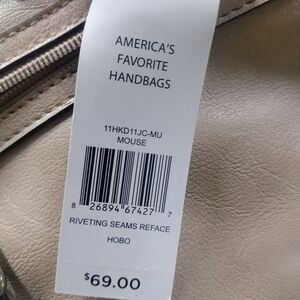 AMERICA'S
FAVORITE
HANDBAGS
11HKD11JC-MU
MOUSE
8 26894 67427 7
RIVETING SEAMS REFACE
HOBO
$69.00